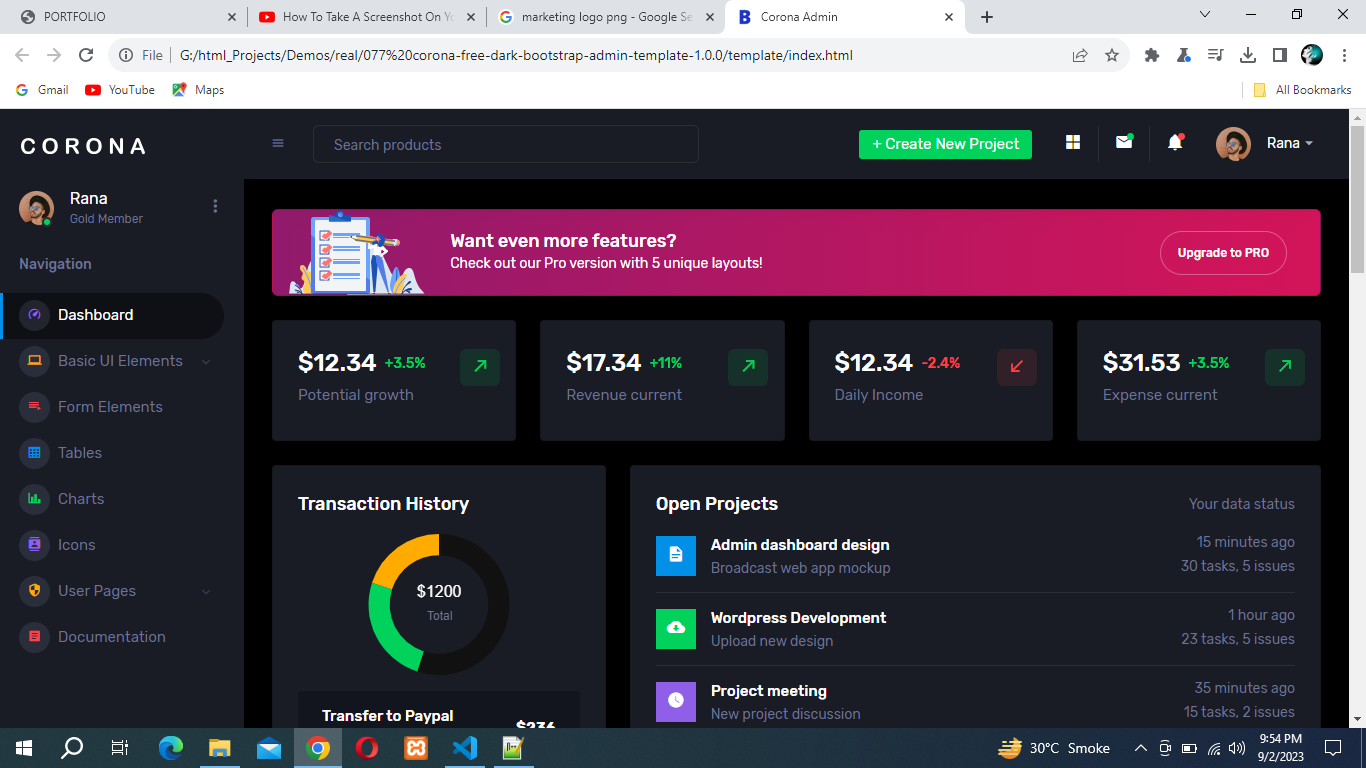 PORTFOLIO
How To Take A Screenshot On Yo
marketing logo png - Google Se
Corona Admin
File
G:/html_Projects/Demos/real/077%20corona-free-dark-bootstrap-admin-template-1.0.0/template/index.html
Gmail
YouTube
Maps
All Bookmarks
CORONA
Search products
+ Create New Project
Rana
Rana
Gold Member
Navigation
Dashboard
Basic UI Elements
Form Elements
Tables
Charts
Icons
User Pages
Documentation
Want even more features?
Check out our Pro version with 5 unique layouts!
Upgrade to PRO
$12.34 +3.5%
Potential growth
$17.34 +11%
Revenue current
$12.34 -2.4%
Daily Income
$31.53 +3.5%
Expense current
Transaction History
$1200
Total
Transfer to Paypal
$236
Open Projects
Your data status
Admin dashboard design
Broadcast web app mockup
15 minutes ago
30 tasks, 5 issues
Wordpress Development
Upload new design
1 hour ago
23 tasks, 5 issues
Project meeting
New project discussion
35 minutes ago
15 tasks, 2 issues
30°C Smoke
9:54 PM
9/2/2023